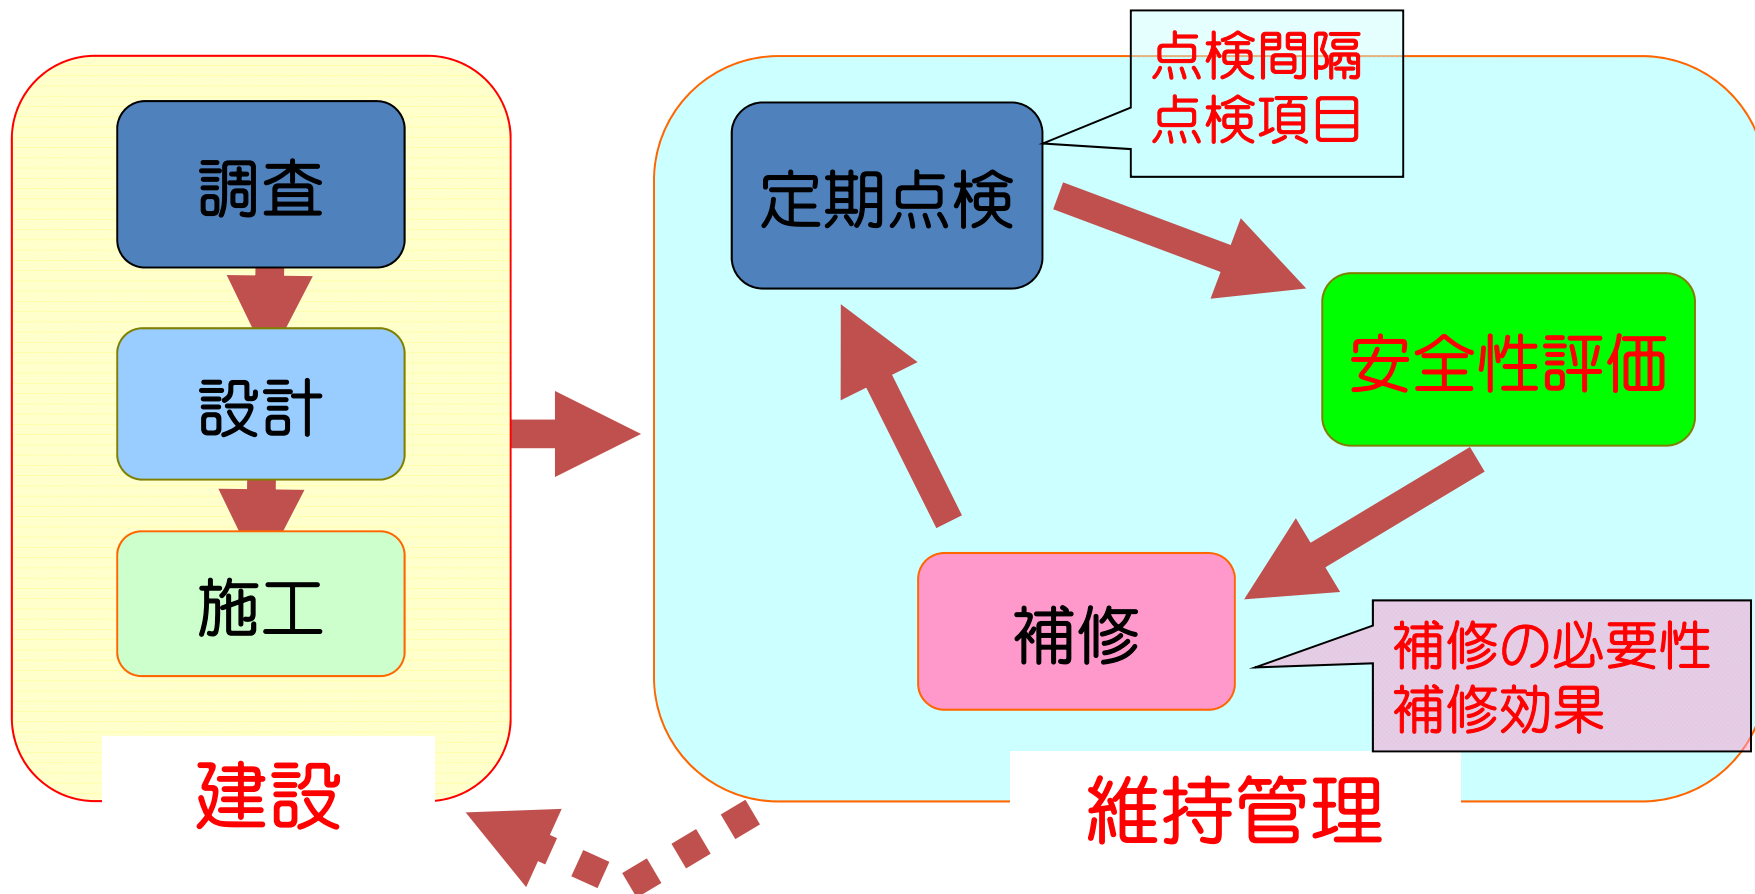 調査
設計
施工
建設
点検間隔
点検項目
定期点検
安全性評価
補修
補修の必要性
補修効果
維持管理